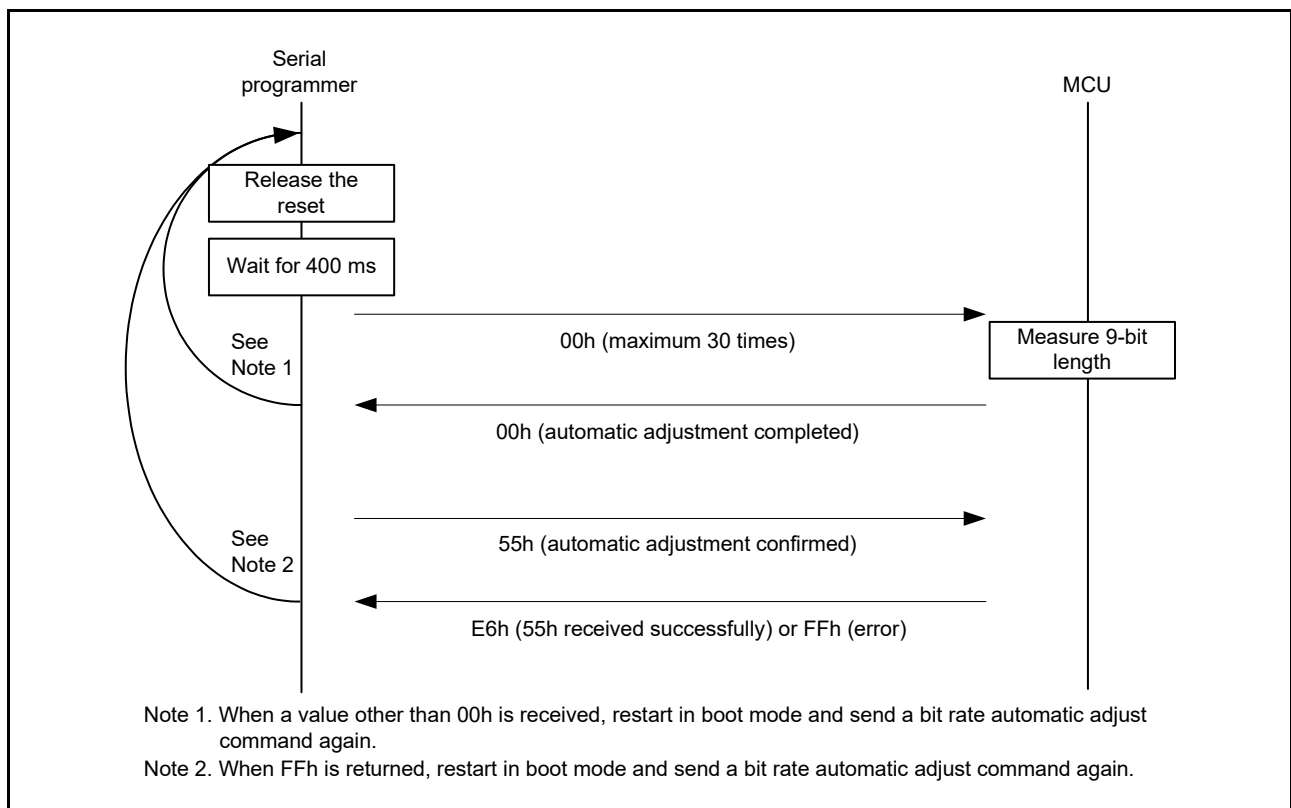 Serial
programmer
MCU
Release the
reset
Wait for 400 ms
00h (maximum 30 times)
Measure 9-bit
length
See
Note 1
00h (automatic adjustment completed)
55h (automatic adjustment confirmed)
See
Note 2
E6h (55h received successfully) or FFh (error)
Note 1. When a value other than 00h is received, restart in boot mode and send a bit rate automatic adjust
command again.
Note 2. When FFh is returned, restart in boot mode and send a bit rate automatic adjust command again.